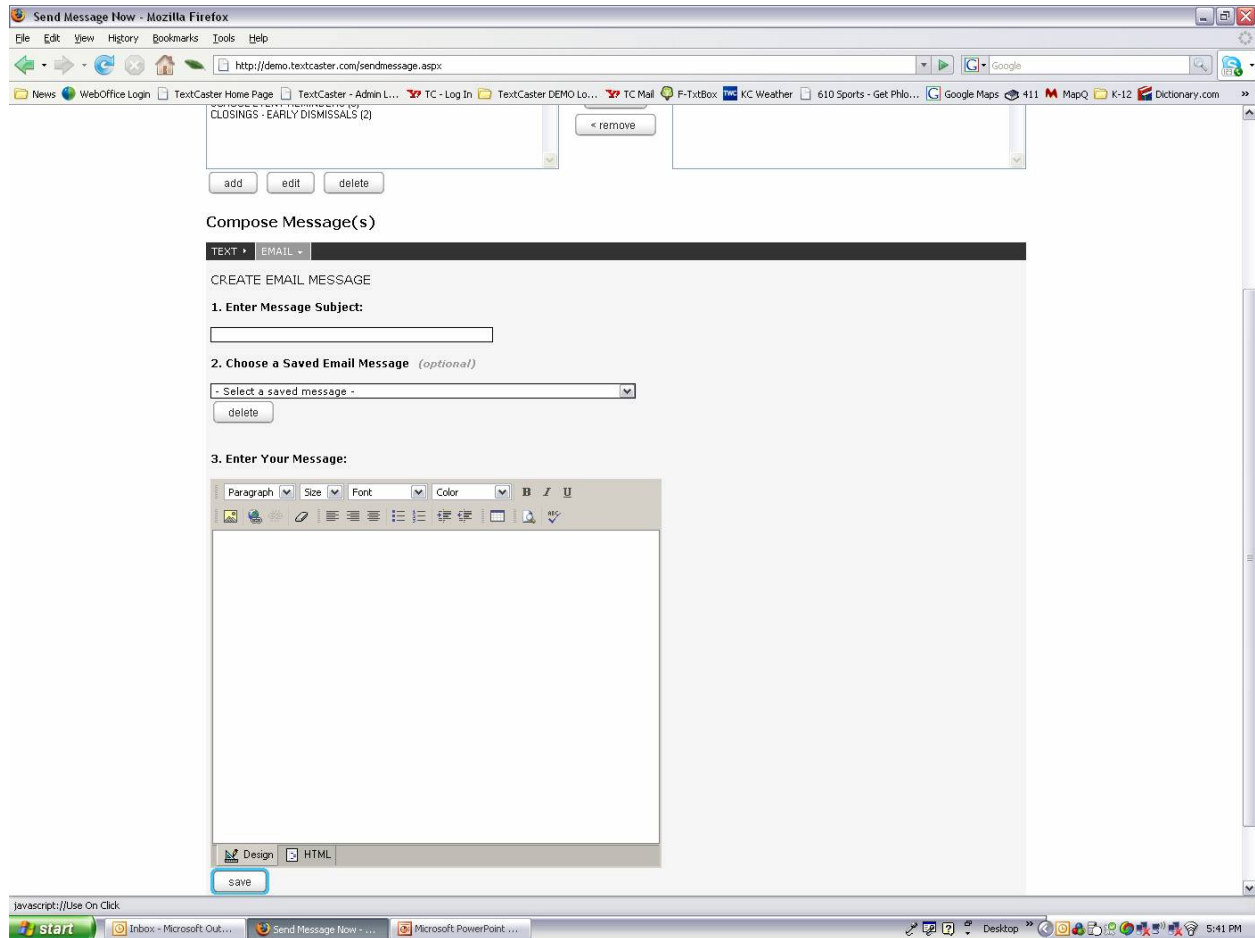 Send Message Now - Mozilla Firefox
File Edit View History Bookmarks Tools Help
http://demo.textcaster.com/sendmessage.aspx
Google
News WebOffice Login TextCaster Home Page TextCaster - Admin L... TC - Log In TextCaster DEMO Lo... TC Mail F-TxtBox KC Weather 610 Sports - Get Phlo... Google Maps 411 MapQ K-12 Dictionary.com »
CLOSINGS - EARLY DISMISSALS (2)
< remove
add edit delete
Compose Message(s)
TEXT EMAIL
CREATE EMAIL MESSAGE
1. Enter Message Subject:
2. Choose a Saved Email Message (optional)
- Select a saved message -
delete
3. Enter Your Message:
Paragraph Size Font Color B I U
ABC
Design HTML
save
javascript://Use On Click
start Inbox - Microsoft Out... Send Message Now - ... Microsoft PowerPoint ... Desktop » 5:41 PM